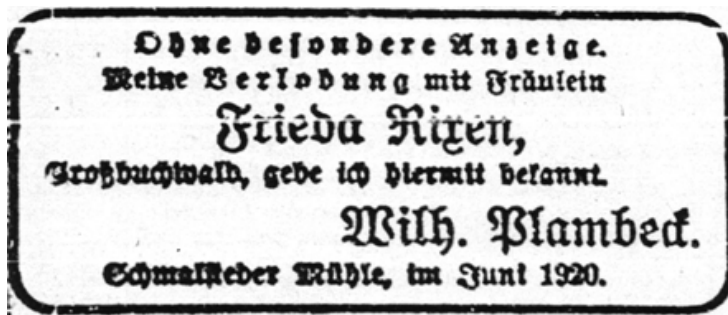 Ohne besondere Anzeige.
Meine Verlobung mit Fräulein
Frieda Rixen,
Großbuchwald, gebe ich hiermit bekannt.
Wilh. Plambeck.
Schmalsteder Mühle, im Juni 1920.